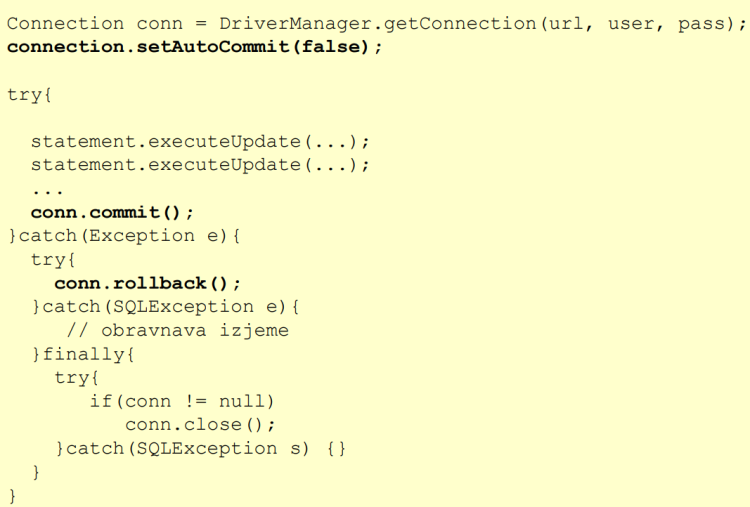 Connection conn = DriverManager.getConnection(url, user, pass);
connection.setAutoCommit(false);
try{
statement.executeUpdate(...);
statement.executeUpdate(...);
...
conn.commit();
}catch(Exception e){
try{
conn.rollback();
}catch(SQLException e){
// obravnava izjeme
}finally{
try{
if(conn != null)
conn.close();
}catch(SQLException s) {}
}
}